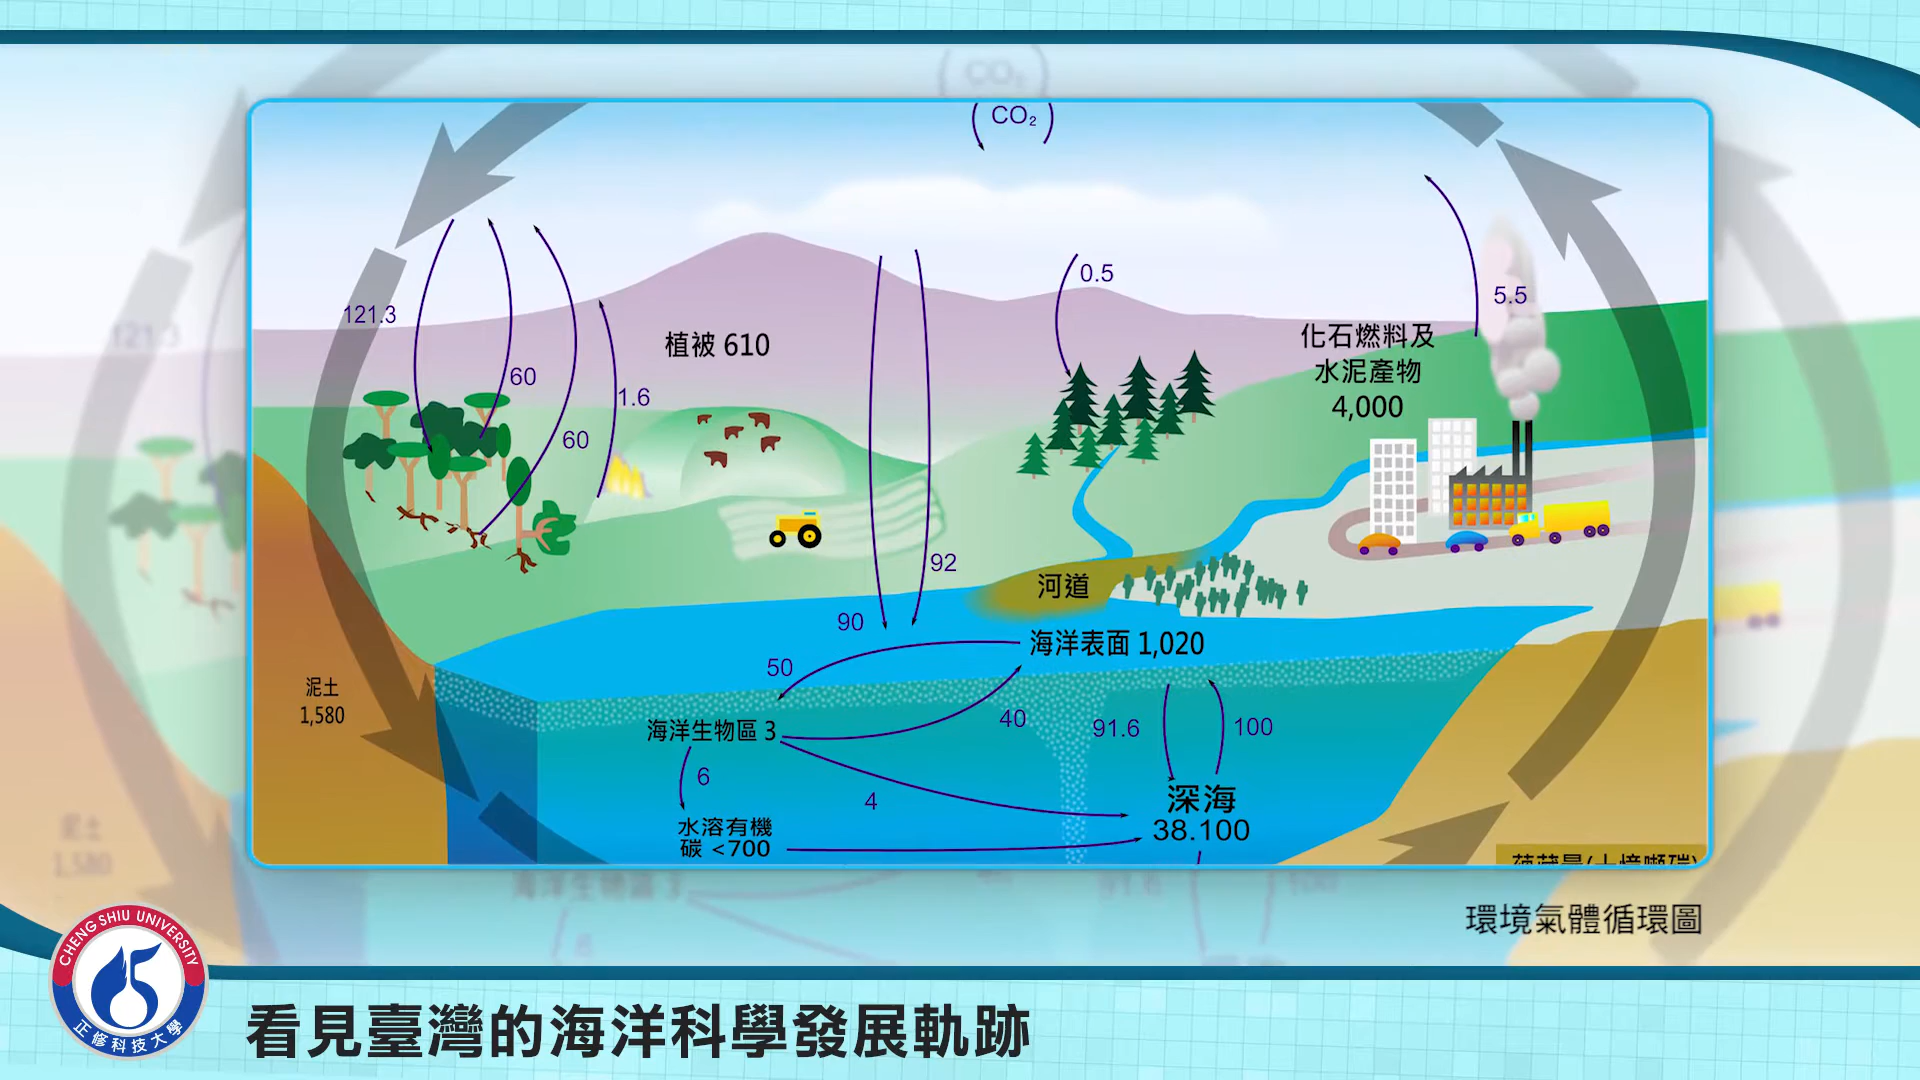 CO₂
0.5
5.5
121.3
植被 610
化石燃料及
水泥產物
4,000
60
1.6
60
92
河道
90
海洋表面 1,020
50
泥土
1,580
海洋生物區 3
40
91.6
100
6
4
深海
38.100
水溶有機
碳 <700
環境氣體循環圖
CHENG SHIU UNIVERSITY
正修科技大學
看見臺灣的海洋科學發展軌跡